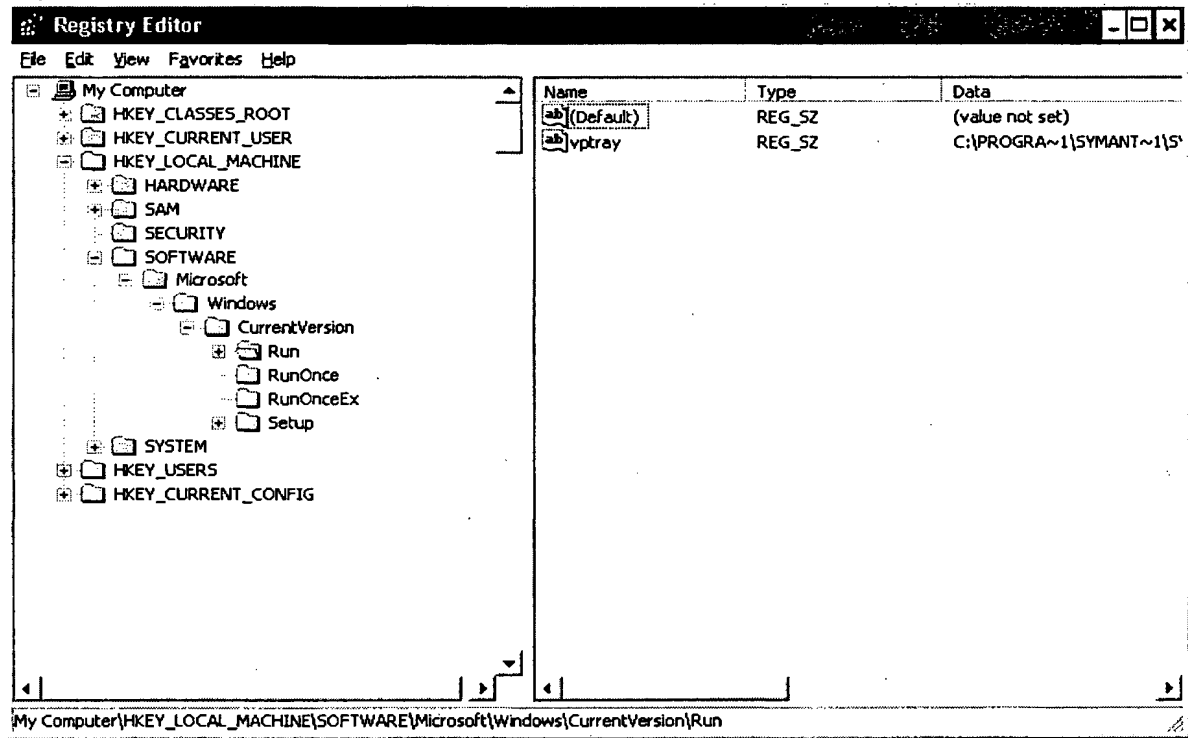 Registry Editor
File Edit View Favorites Help
My Computer
HKEY_CLASSES_ROOT
HKEY_CURRENT_USER
HKEY_LOCAL_MACHINE
HARDWARE
SAM
SECURITY
SOFTWARE
Microsoft
Windows
CurrentVersion
Run
RunOnce
RunOnceEx
Setup
SYSTEM
HKEY_USERS
HKEY_CURRENT_CONFIG
Name Type Data
ab (Default) REG_SZ (value not set)
ab vptray REG_SZ C:\PROGRA~1\SYMANT~1\S
My Computer\HKEY_LOCAL_MACHINE\SOFTWARE\Microsoft\Windows\CurrentVersion\Run